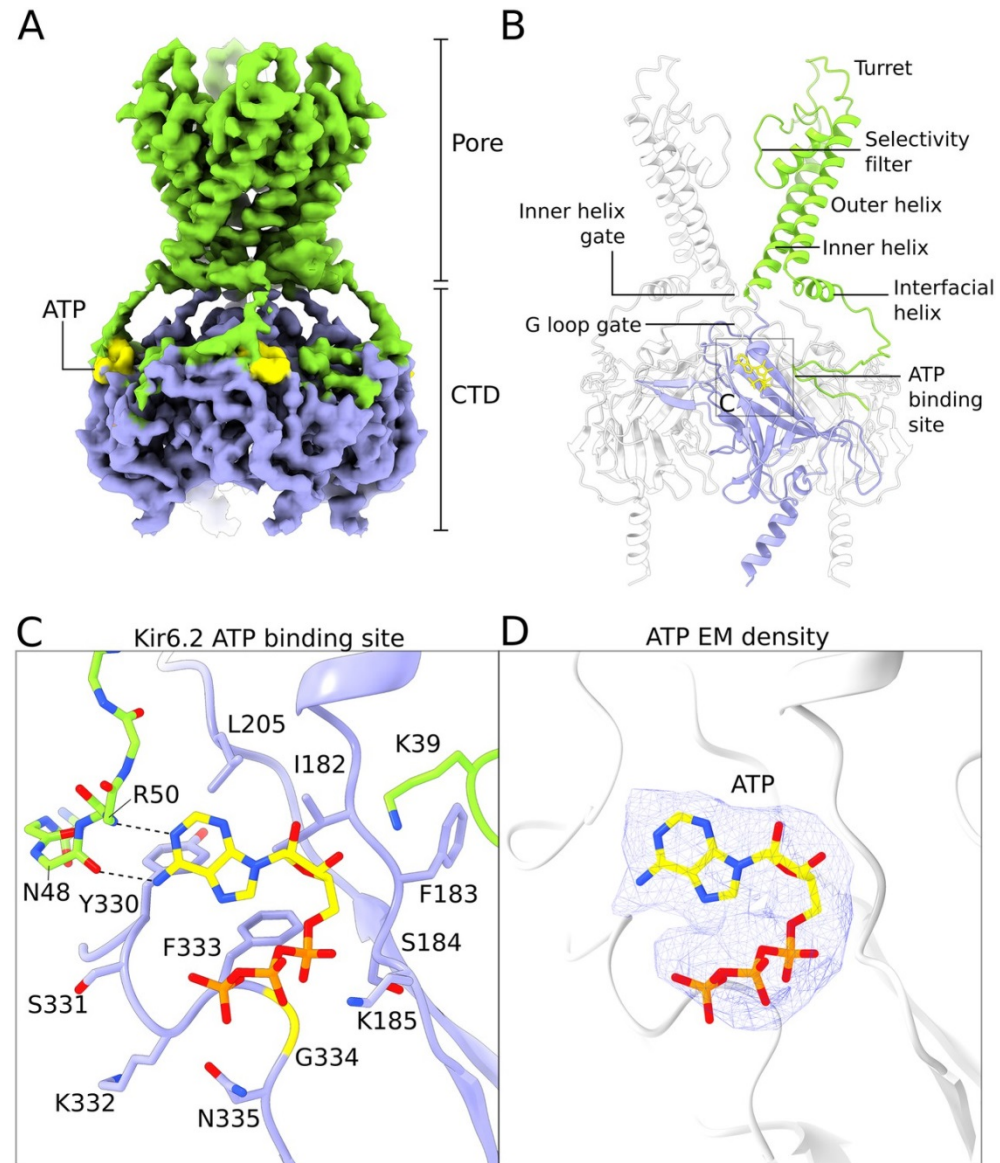 A
Pore
ATP
CTD
B
Turret
Selectivity
filter
Outer helix
Inner helix
gate
Inner helix
Interfacial
helix
G loop gate
ATP
binding
site
C
C
Kir6.2 ATP binding site
L205
I182
K39
R50
N48
Y330
F183
F333
S184
S331
K185
G334
K332
N335
D
ATP EM density
ATP